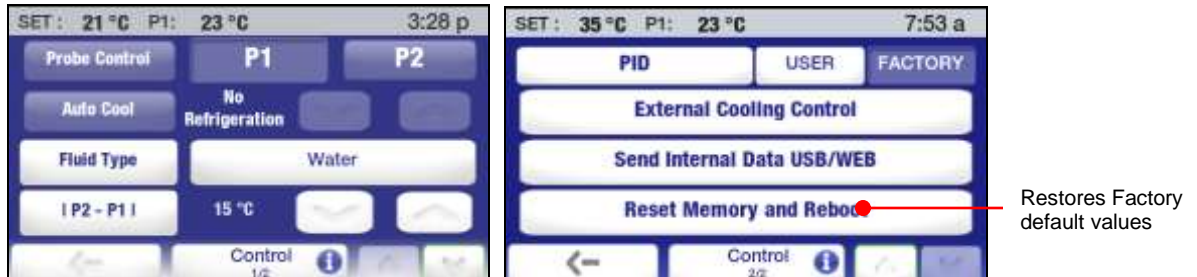 SET: 21 °C P1: 23 °C 3:28 p
Probe Control P1 P2
Auto Cool No Refrigeration
Fluid Type Water
| P2 - P1 | 15 °C
Control
1/2
SET: 35 °C P1: 23 °C 7:53 a
PID USER FACTORY
External Cooling Control
Send Internal Data USB/WEB
Reset Memory and Reboot
Control
2/2
Restores Factory
default values